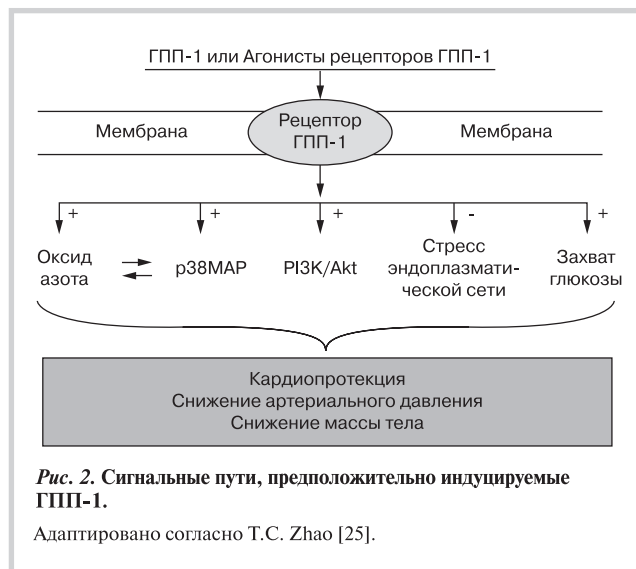 ГПП-1 или Агонисты рецепторов ГПП-1
Мембрана
Рецептор
ГПП-1
Мембрана
+ + + - +
Оксид
азота
p38MAP
PI3K/Akt
Стресс
эндоплазмати-
ческой сети
Захват
глюкозы
Кардиопротекция
Снижение артериального давления
Снижение массы тела
Рис. 2. Сигнальные пути, предположительно индуцируемые
ГПП-1.
Адаптировано согласно T.C. Zhao [25].